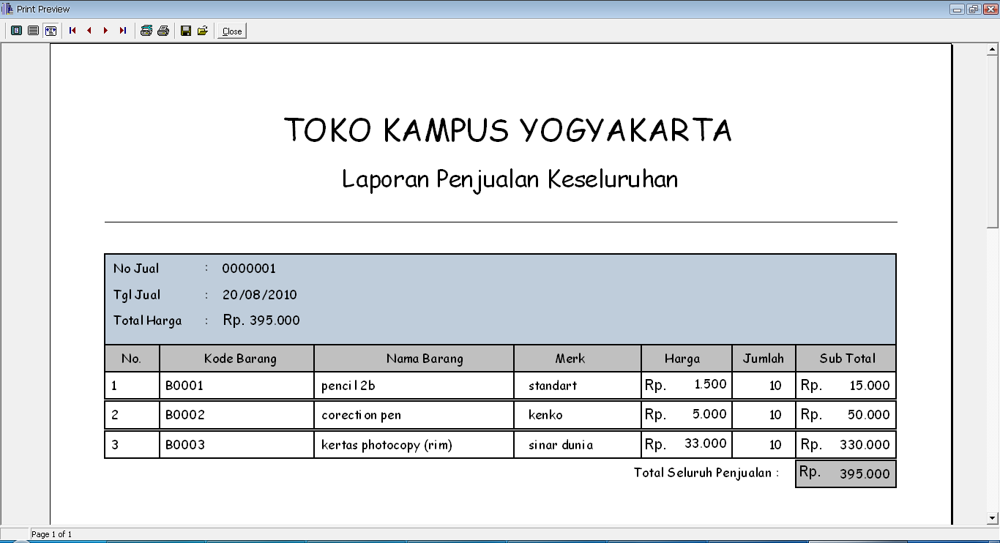 Print Preview
Close
TOKO KAMPUS YOGYAKARTA
Laporan Penjualan Keseluruhan
No Jual : 0000001
Tgl Jual : 20/08/2010
Total Harga : Rp. 395.000
No. Kode Barang Nama Barang Merk Harga Jumlah Sub Total
1 B0001 pencil 2b standart Rp. 1.500 10 Rp. 15.000
2 B0002 corection pen kenko Rp. 5.000 10 Rp. 50.000
3 B0003 kertas photocopy (rim) sinar dunia Rp. 33.000 10 Rp. 330.000
Total Seluruh Penjualan : Rp. 395.000
Page 1 of 1